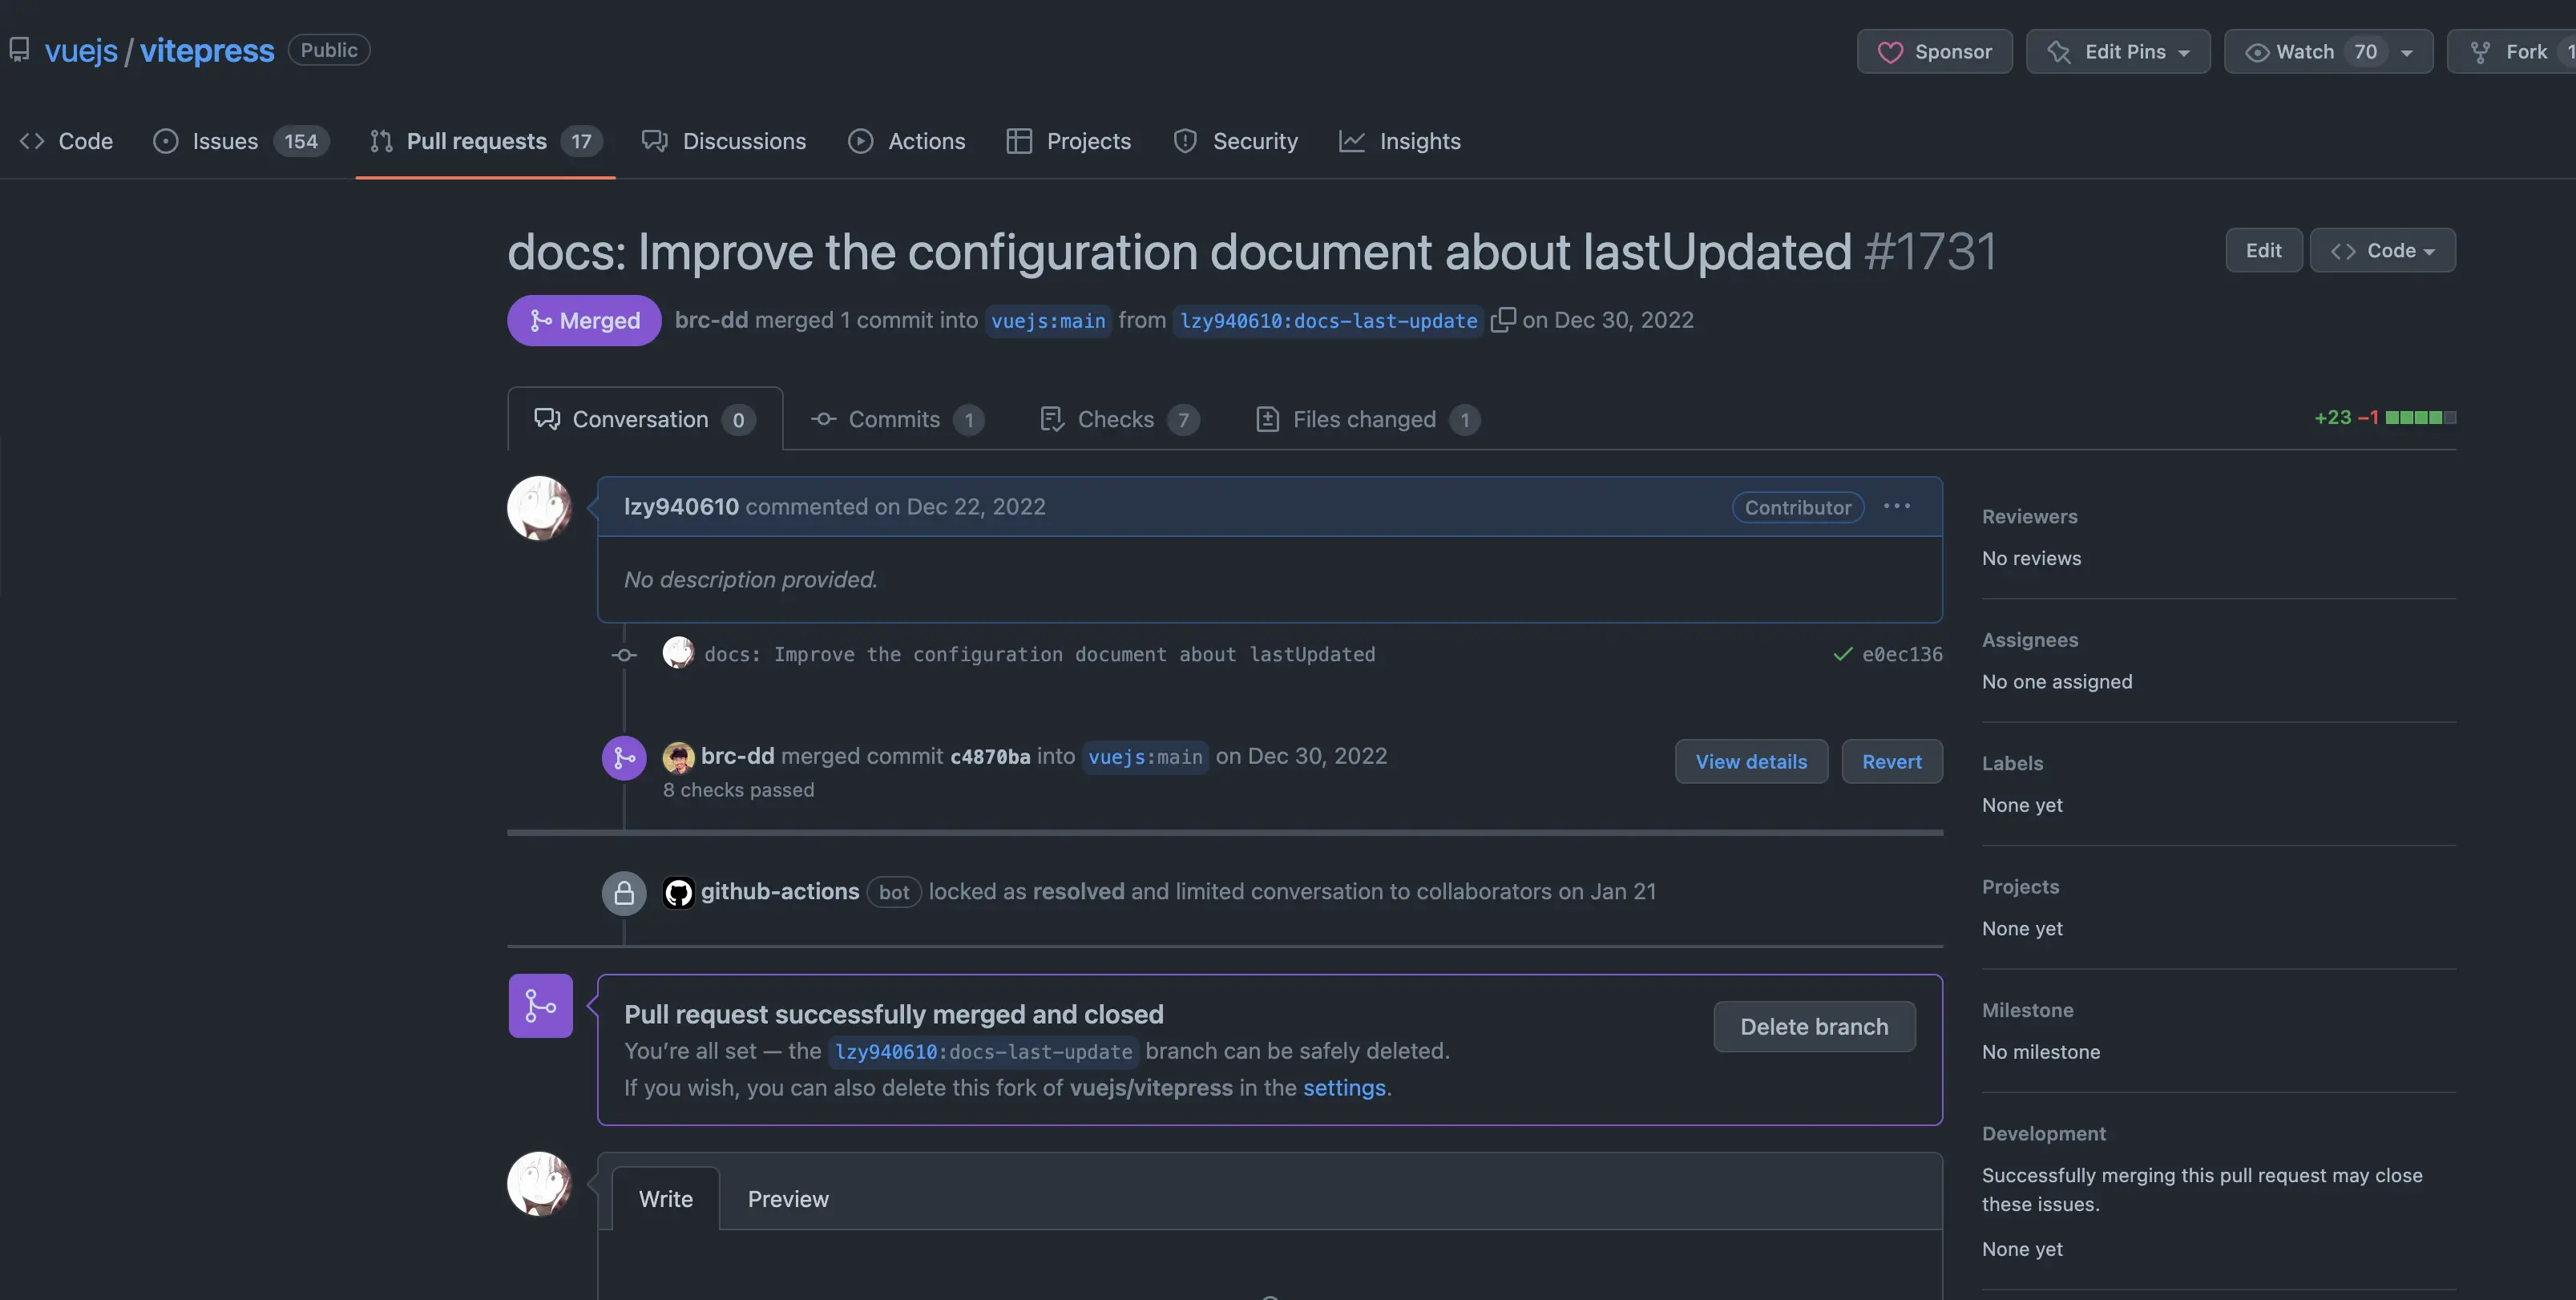 vuejs / vitepress Public
Sponsor
Edit Pins
Watch 70
Fork
Code
Issues 154
Pull requests 17
Discussions
Actions
Projects
Security
Insights
docs: Improve the configuration document about lastUpdated #1731
Edit
Code
Merged brc-dd merged 1 commit into vuejs:main from lzy940610:docs-last-update on Dec 30, 2022
Conversation 0
Commits 1
Checks 7
Files changed 1
+23 −1
lzy940610 commented on Dec 22, 2022
Contributor
No description provided.
docs: Improve the configuration document about lastUpdated
e0ec136
brc-dd merged commit c4870ba into vuejs:main on Dec 30, 2022
8 checks passed
View details
Revert
github-actions bot locked as resolved and limited conversation to collaborators on Jan 21
Pull request successfully merged and closed
You’re all set — the lzy940610:docs-last-update branch can be safely deleted.
If you wish, you can also delete this fork of vuejs/vitepress in the settings.
Delete branch
Write
Preview
Reviewers
No reviews
Assignees
No one assigned
Labels
None yet
Projects
None yet
Milestone
No milestone
Development
Successfully merging this pull request may close
these issues.
None yet